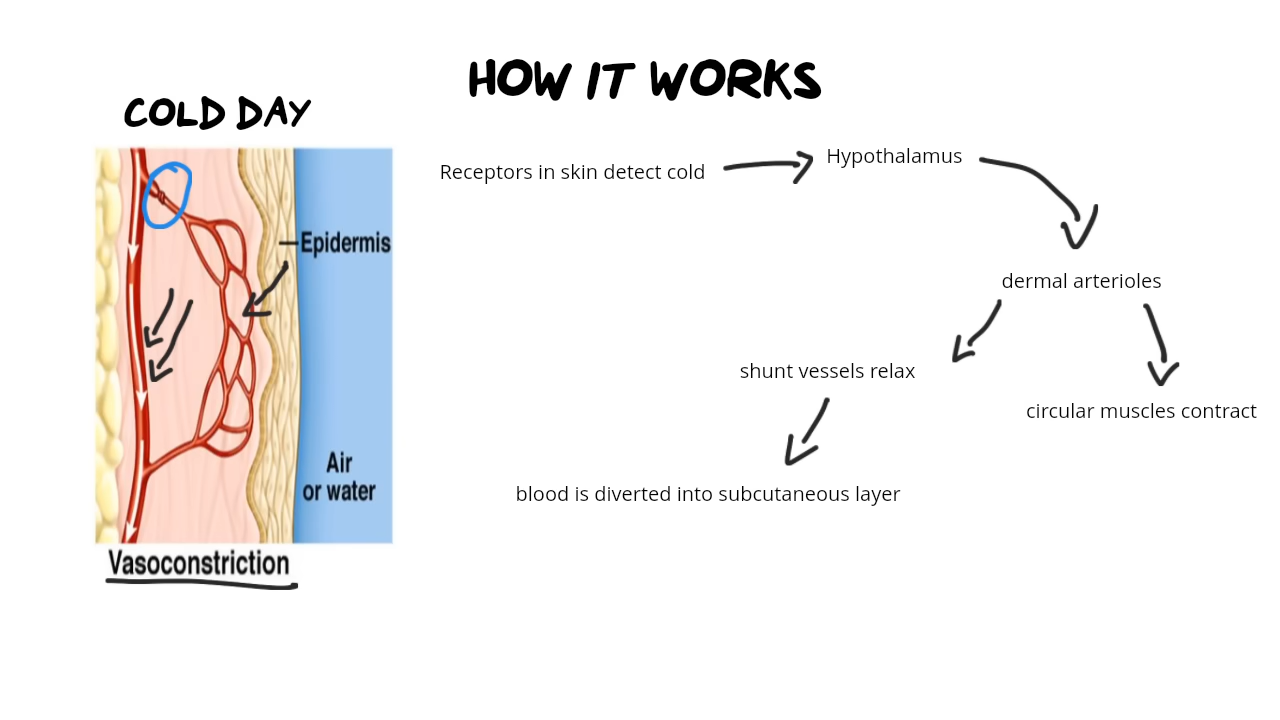 HOW IT WORKS
COLD DAY
Receptors in skin detect cold
Hypothalamus
Epidermis
dermal arterioles
shunt vessels relax
circular muscles contract
Air
or water
blood is diverted into subcutaneous layer
Vasoconstriction